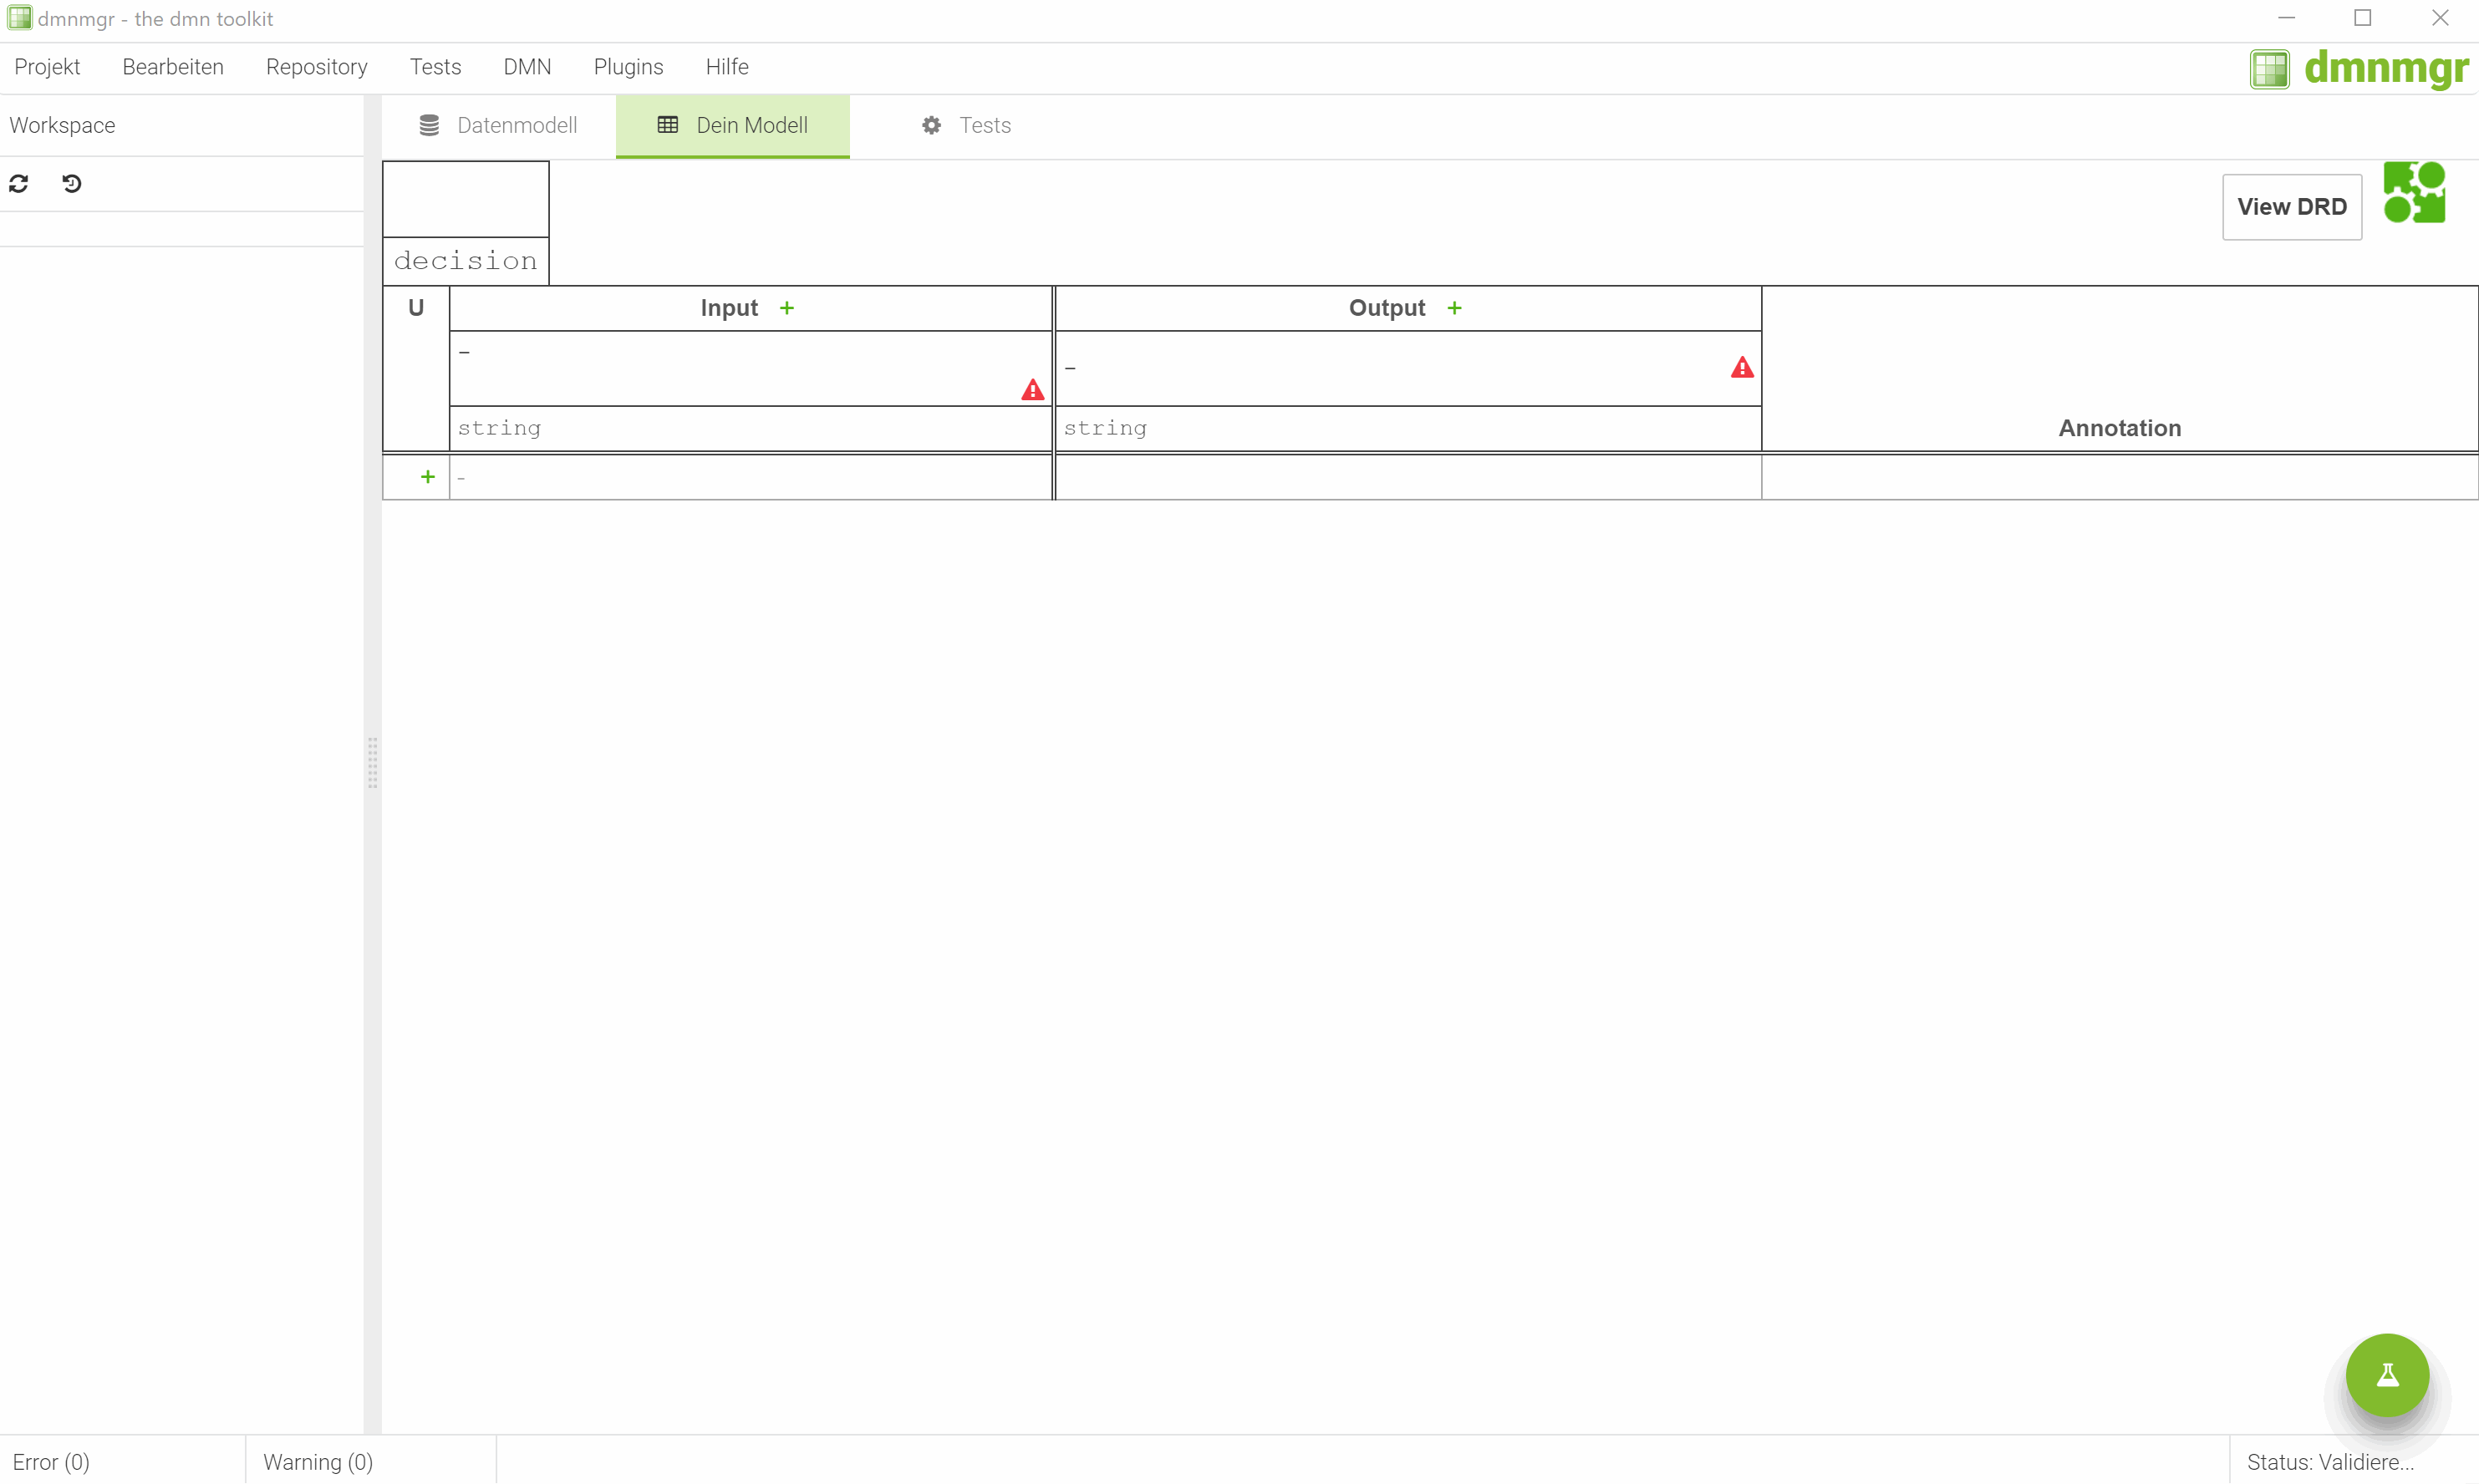 dmnmgr - the dmn toolkit
Projekt Bearbeiten Repository Tests DMN Plugins Hilfe
dmnmgr
Workspace
Datenmodell Dein Modell Tests
View DRD
decision
U Input + Output +
-
-
string string Annotation
+ -
Error (0) Warning (0) Status: Validiere...